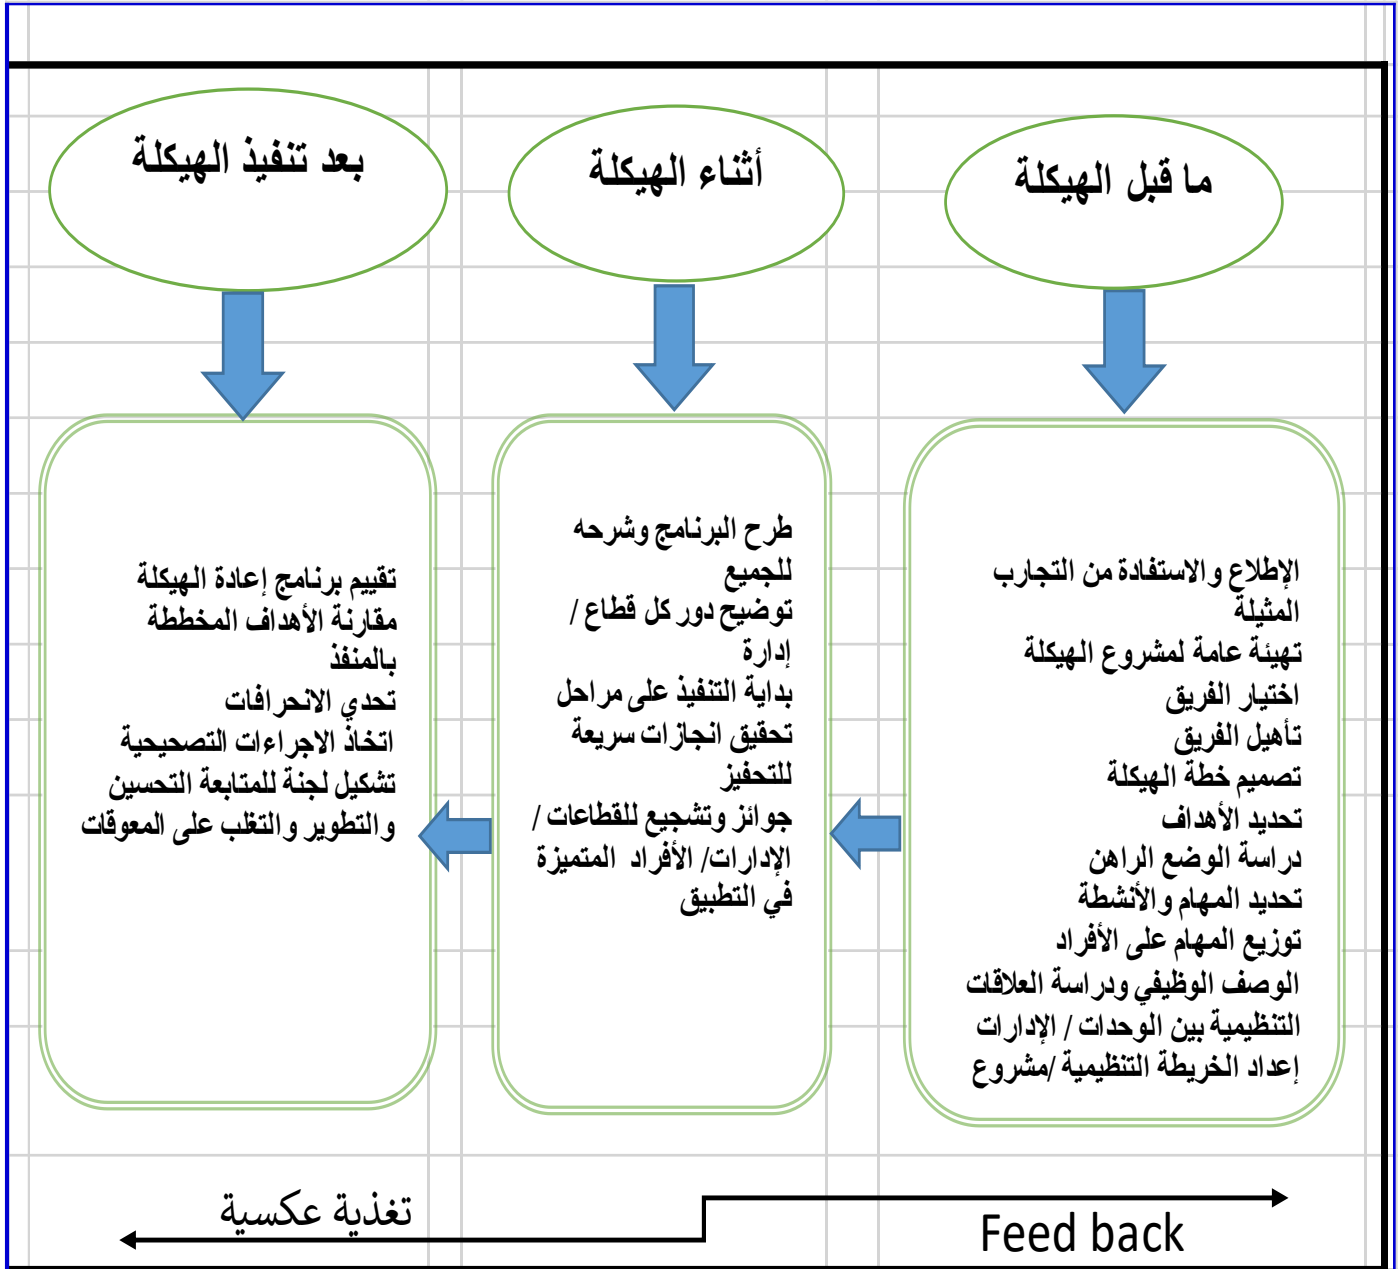 ما قبل الهيكلة
أثناء الهيكلة
بعد تنفيذ الهيكلة
الإطلاع والاستفادة من التجارب
المثيلة
تهيئة عامة لمشروع الهيكلة
اختيار الفريق
تأهيل الفريق
تصميم خطة الهيكلة
تحديد الأهداف
دراسة الوضع الراهن
تحديد المهام والأنشطة
توزيع المهام على الأفراد
الوصف الوظيفي ودراسة العلاقات
التنظيمية بين الوحدات / الإدارات
إعداد الخريطة التنظيمية /مشروع
طرح البرنامج وشرحه
للجميع
توضيح دور كل قطاع /
إدارة
بداية التنفيذ على مراحل
تحقيق انجازات سريعة
للتحفيز
جوائز وتشجيع للقطاعات /
الإدارات/ الأفراد المتميزة
في التطبيق
تقييم برنامج إعادة الهيكلة
مقارنة الأهداف المخططة
بالمنفذ
تحدي الانحرافات
اتخاذ الاجراءات التصحيحية
تشكيل لجنة للمتابعة التحسين
والتطوير والتغلب على المعوقات
Feed back
تغذية عكسية